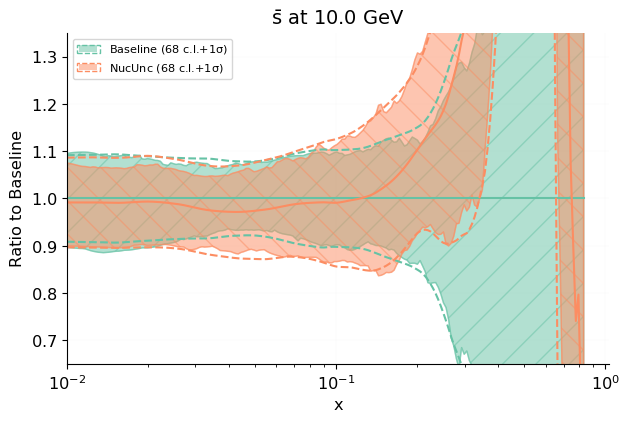 s̄ at 10.0 GeV
Baseline (68 c.l.+1σ)
NucUnc (68 c.l.+1σ)
Ratio to Baseline
1.3
1.2
1.1
1.0
0.9
0.8
0.7
10⁻² 10⁻¹ 10⁰
x